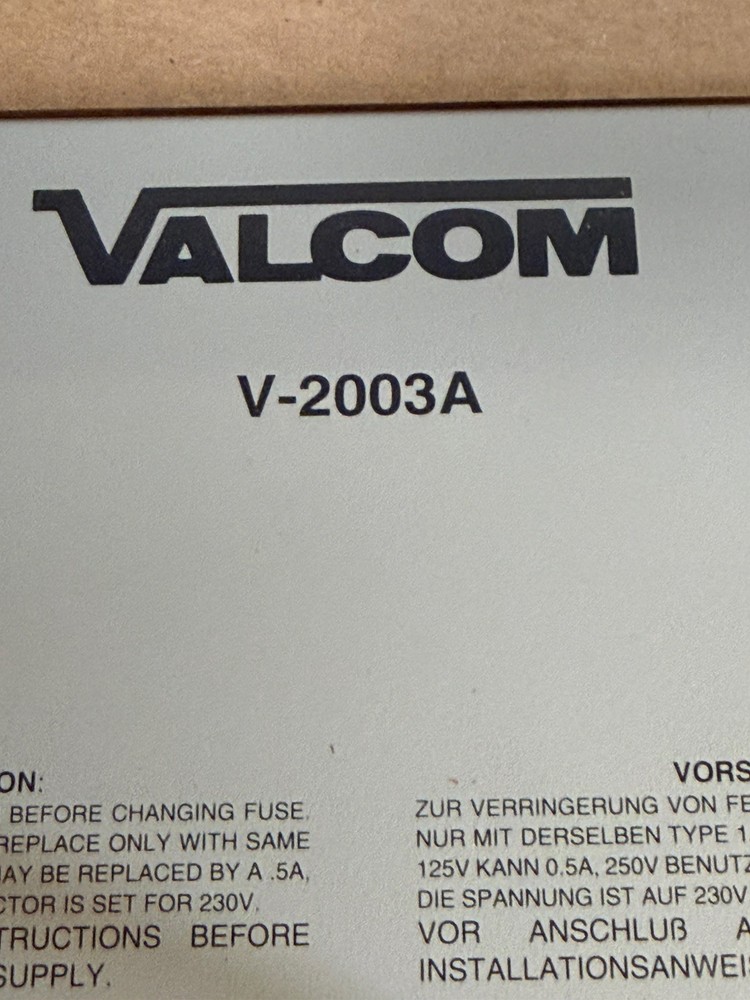 VALCOM
V-2003A
ON:
BEFORE CHANGING FUSE.
REPLACE ONLY WITH SAME
MAY BE REPLACED BY A .5A,
CTOR IS SET FOR 230V.
TRUCTIONS BEFORE
SUPPLY.
VORS
ZUR VERRINGERUNG VON FE
NUR MIT DERSELBEN TYPE 1
125V KANN 0.5A, 250V BENUTZ
DIE SPANNUNG IST AUF 230V
VOR ANSCHLUß A
INSTALLATIONSANWEIS